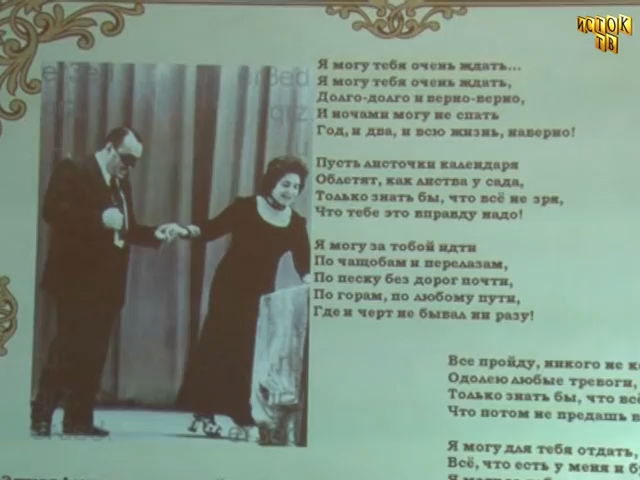 ИСТОК
ТВ
Я могу тебя очень ждать...
Я могу тебя очень ждать,
Долго-долго и верно-верно,
И ночами могу не спать
Год, и два, и всю жизнь, наверно!
Пусть листочки календаря
Облетят, как листва у сада,
Только знать бы, что всё не зря,
Что тебе это вправду надо!
Я могу за тобой идти
По чащобам и перелазам,
По песку без дорог почти,
По горам, по любому пути,
Где и черт не бывал ни разу!
Все пройду, никого не
Одолею любые тревоги,
Только знать бы, что всё
Что потом не предашь
Я могу для тебя отдать,
Всё, что есть у меня и